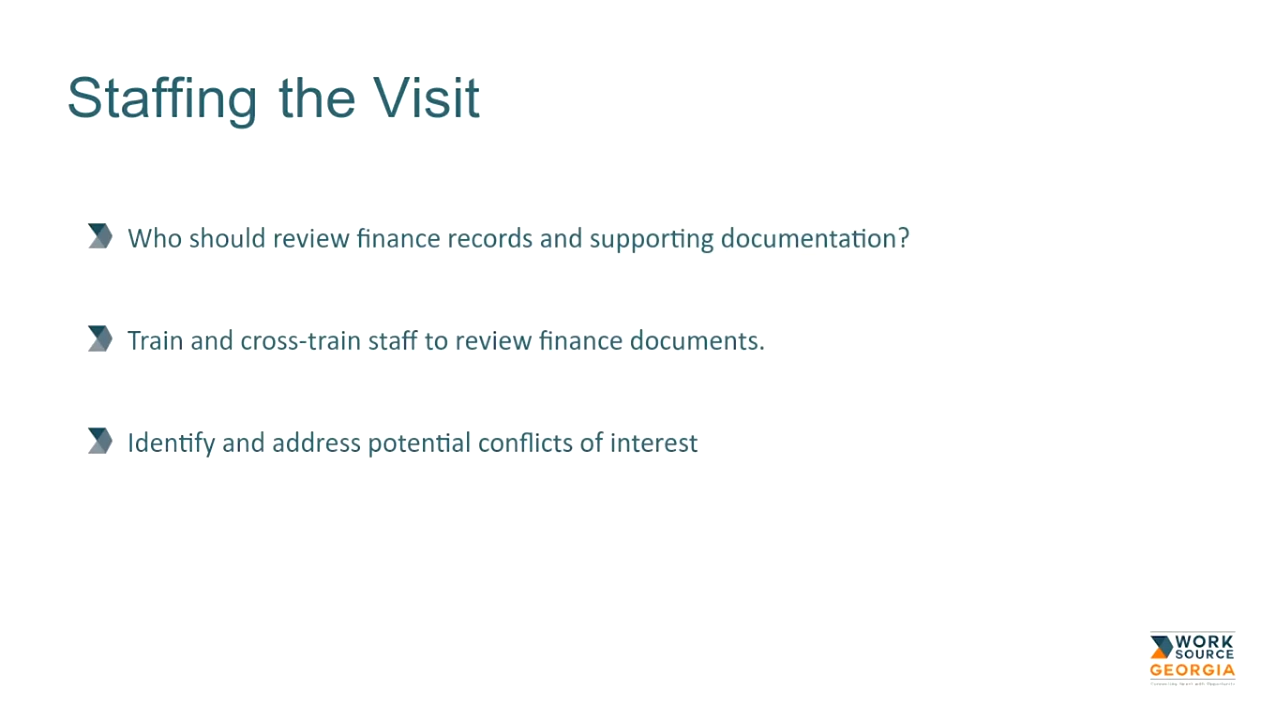 Staffing the Visit
Who should review finance records and supporting documentation?
Train and cross-train staff to review finance documents.
Identify and address potential conflicts of interest
WORK
SOURCE
GEORGIA